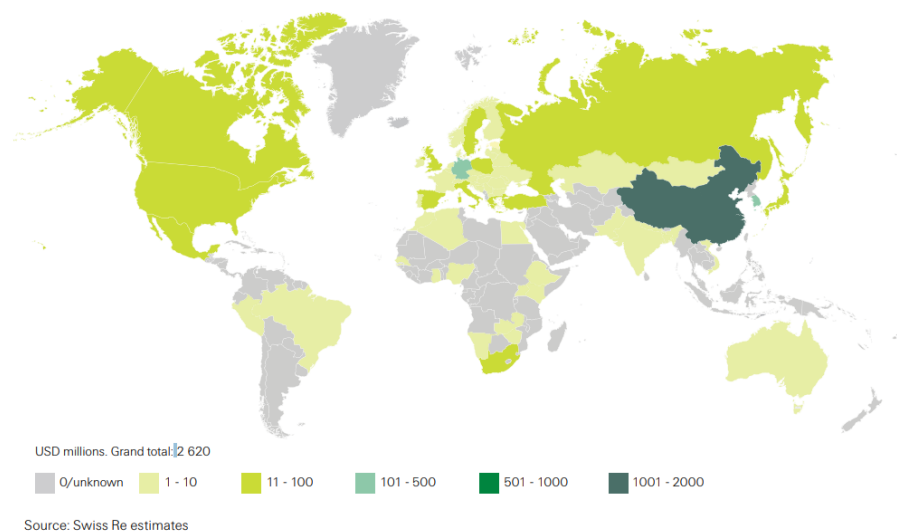 USD millions. Grand total: 2 620
0/unknown 1 - 10 11 - 100 101 - 500 501 - 1000 1001 - 2000
Source: Swiss Re estimates